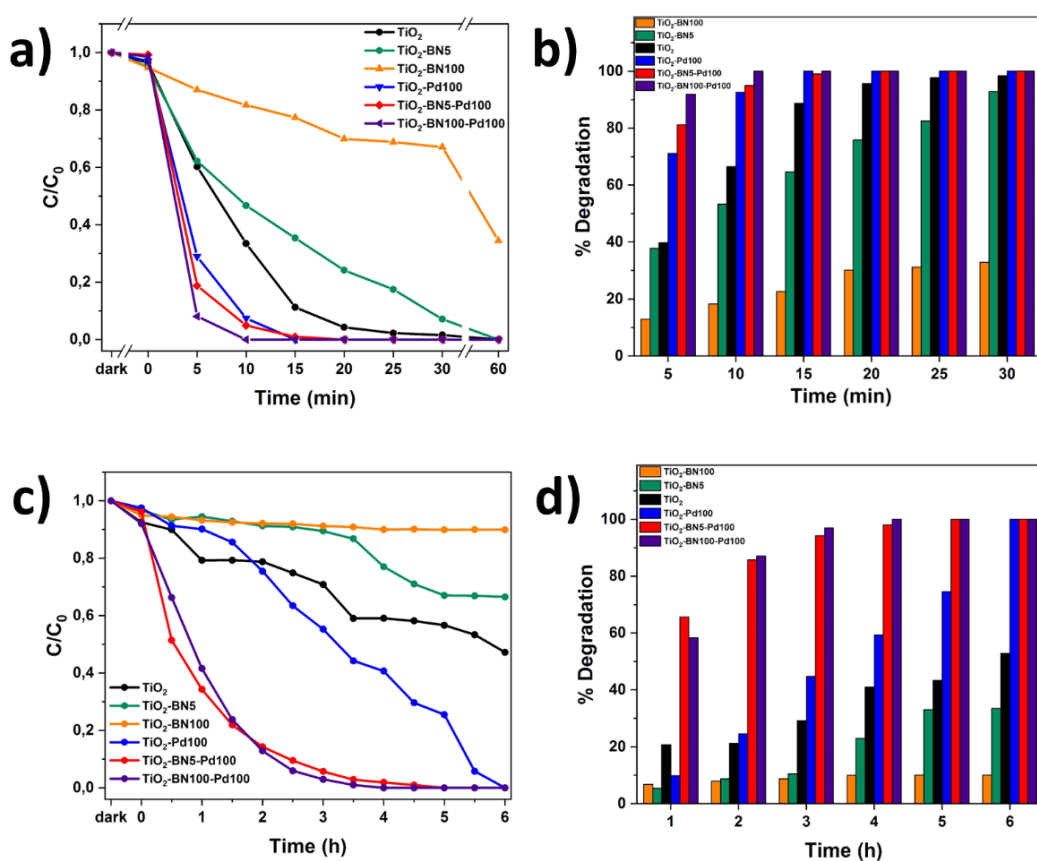 a)
C/C₀
1,0
0,8
0,6
0,4
0,2
0,0
dark 0 5 10 15 20 25 30 60
Time (min)
TiO₂
TiO₂-BN5
TiO₂-BN100
TiO₂-Pd100
TiO₂-BN5-Pd100
TiO₂-BN100-Pd100
b)
% Degradation
100
80
60
40
20
0
5 10 15 20 25 30
Time (min)
TiO₂-BN100
TiO₂-BN5
TiO₂
TiO₂-Pd100
TiO₂-BN5-Pd100
TiO₂-BN100-Pd100
c)
C/C₀
1,0
0,8
0,6
0,4
0,2
0,0
TiO₂
TiO₂-BN5
TiO₂-BN100
TiO₂-Pd100
TiO₂-BN5-Pd100
TiO₂-BN100-Pd100
dark 0 1 2 3 4 5 6
Time (h)
d)
% Degradation
TiO₂-BN100
TiO₂-BN5
TiO₂
TiO₂-Pd100
TiO₂-BN5-Pd100
TiO₂-BN100-Pd100
100
80
60
40
20
0
1 2 3 4 5 6
Time (h)